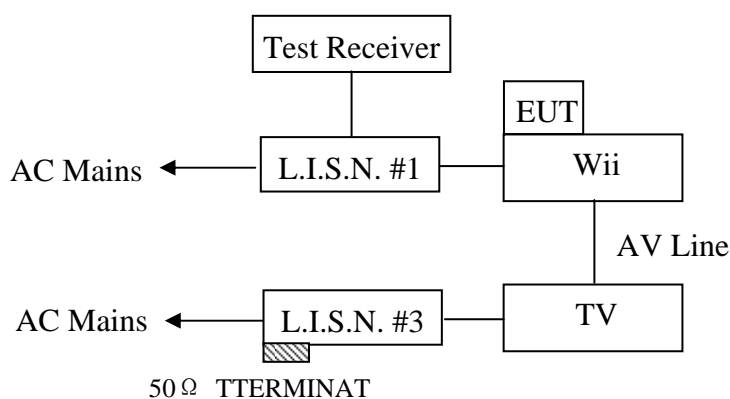 Test Receiver
EUT
AC Mains
L.I.S.N. #1
Wii
AV Line
AC Mains
L.I.S.N. #3
TV
50Ω TTERMINAT